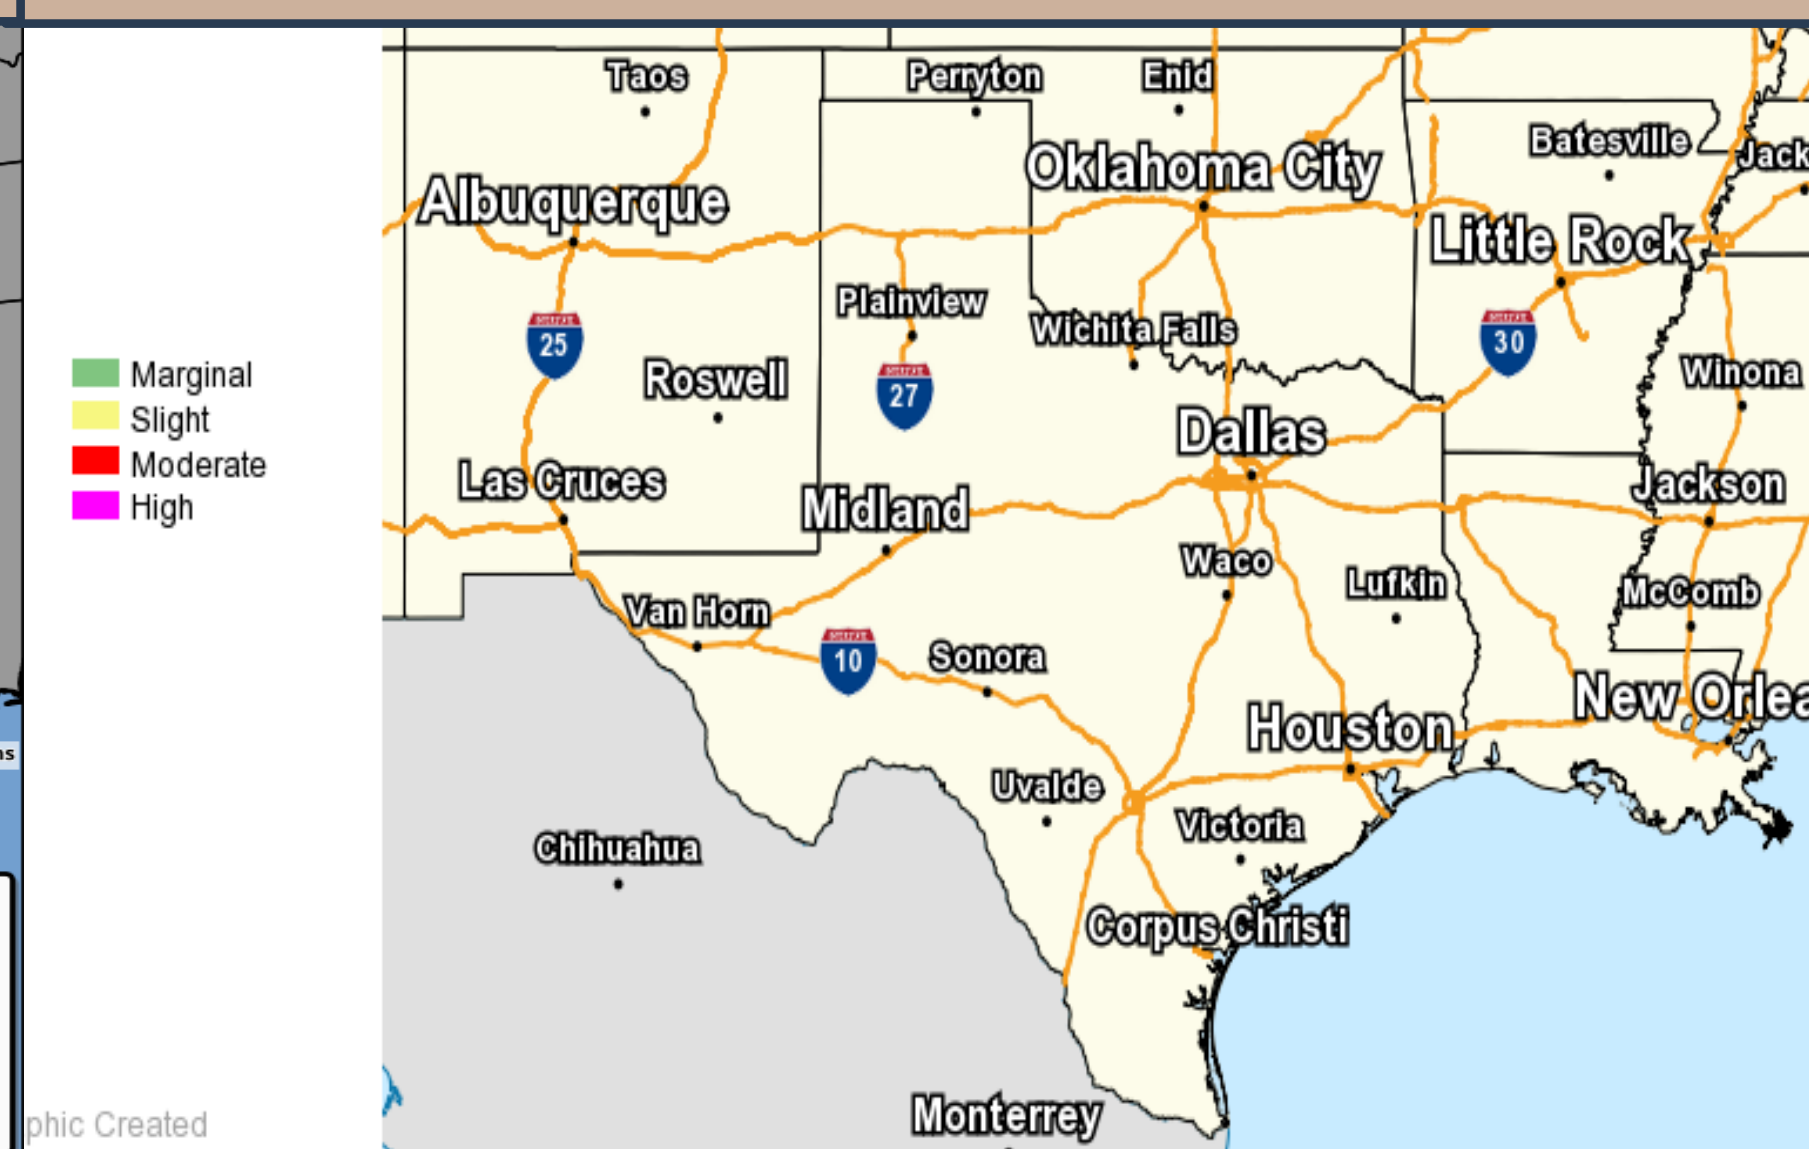 Taos
Perryton
Enid
Batesville
Oklahoma City
Albuquerque
Little Rock
Plainview
Wichita Falls
25
30
Marginal
Roswell
27
Winona
Slight
Dallas
Moderate
Las Cruces
Jackson
High
Midland
Waco
Lufkin
McComb
Van Horn
10
Sonora
New Orlea
Houston
Uvalde
Victoria
Chihuahua
Corpus Christi
Monterrey
phic Created